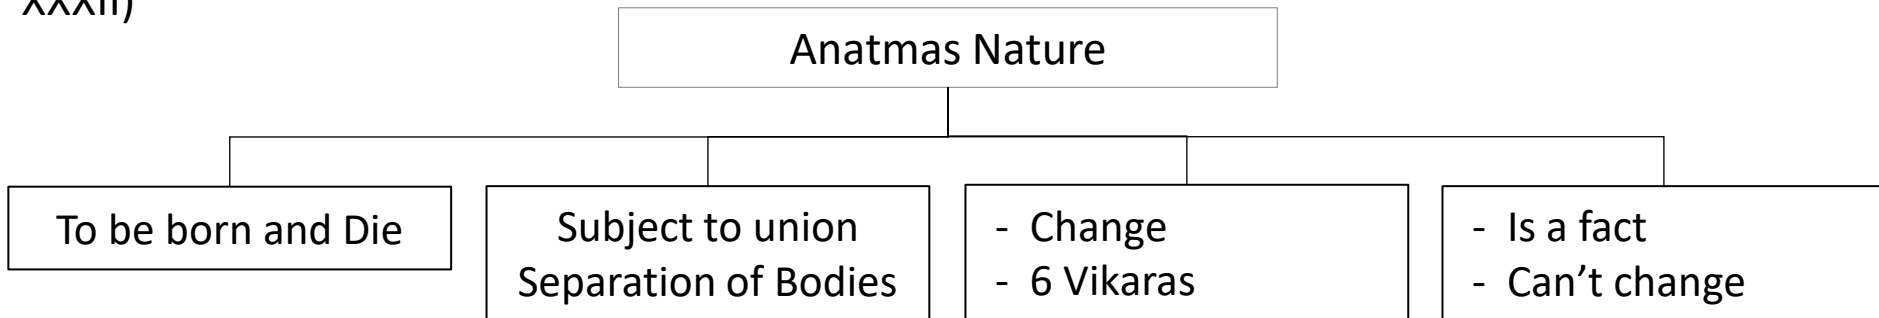 XXXII)
Anatmas Nature
To be born and Die
Subject to union
Separation of Bodies
- Change
- 6 Vikaras
- Is a fact
- Can’t change